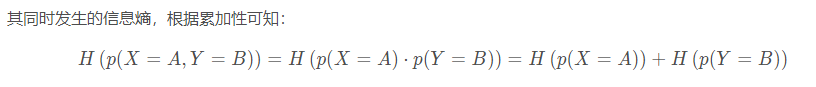 其同时发生的信息熵，根据累加性可知：
H (p(X = A, Y = B)) = H (p(X = A) · p(Y = B)) = H (p(X = A)) + H (p(Y = B))